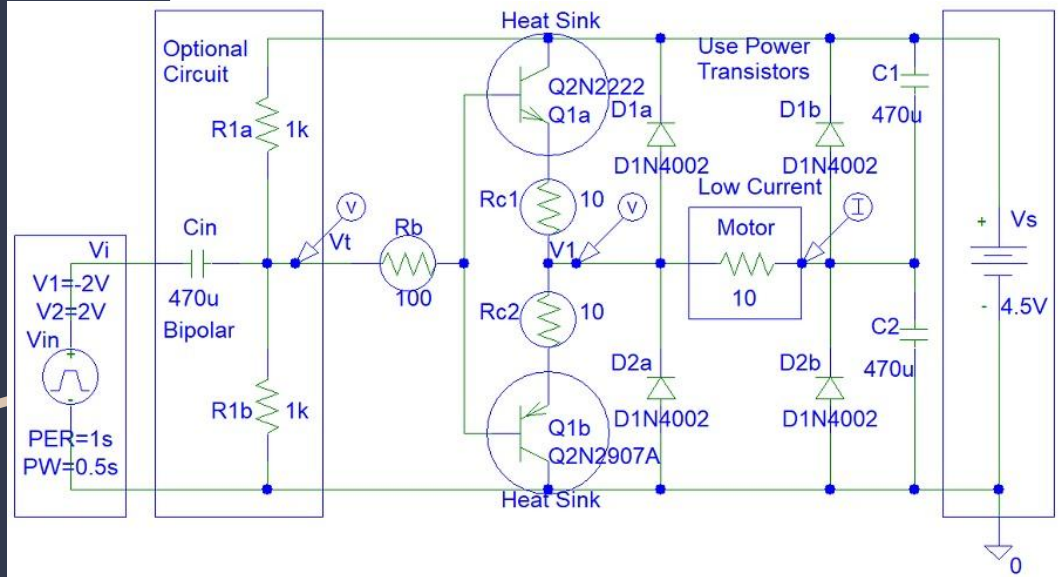 Heat Sink
Optional
Circuit
Use Power
Transistors
C1
470u
Q2N2222
Q1a
D1a
D1b
R1a
1k
D1N4002
D1N4002
Low Current
Rc1
10
V
V
I
Vs
+
Cin
Rb
Motor
Vi
Vt
V1
V1=-2V
V2=2V
470u
100
10
Rc2
10
-
4.5V
Bipolar
Vin
C2
470u
+
-
D2a
D2b
R1b
1k
D1N4002
D1N4002
Q1b
Q2N2907A
PER=1s
PW=0.5s
Heat Sink
0